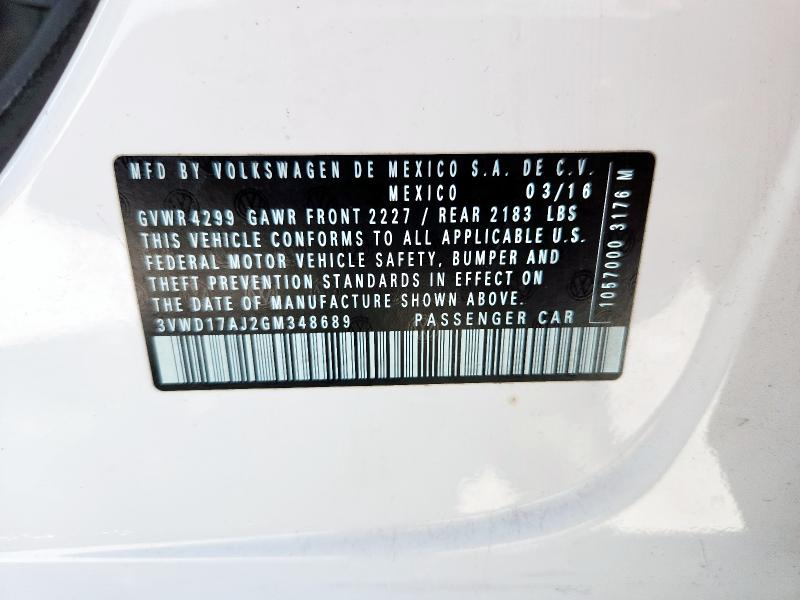 MFD BY VOLKSWAGEN DE MEXICO S.A. DE C.V.
MEXICO 03/16
GVWR 4299 GAWR FRONT 2227 / REAR 2183 LBS
THIS VEHICLE CONFORMS TO ALL APPLICABLE U.S.
FEDERAL MOTOR VEHICLE SAFETY, BUMPER AND
THEFT PREVENTION STANDARDS IN EFFECT ON
THE DATE OF MANUFACTURE SHOWN ABOVE.
3VWD17AJ2GM348689 PASSENGER CAR
1057000 3176 M